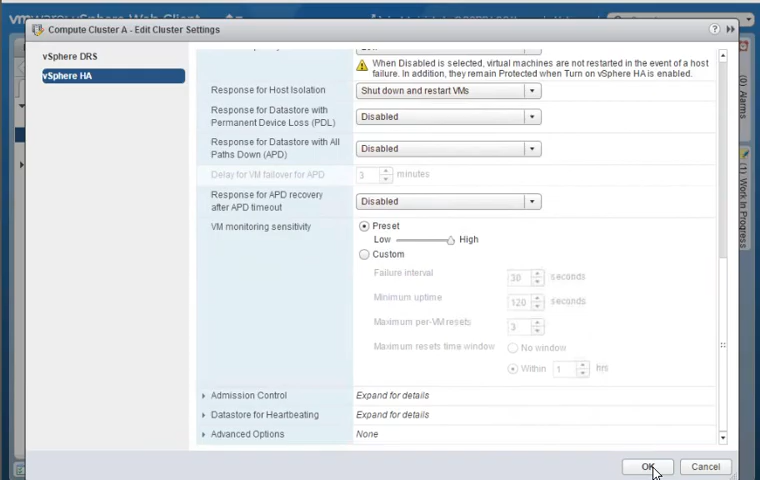 vmware vSphere Web Client
Compute Cluster A - Edit Cluster Settings
vSphere DRS
vSphere HA
When Disabled is selected, virtual machines are not restarted in the event of a host
failure. In addition, they remain Protected when Turn on vSphere HA is enabled.
Response for Host Isolation
Shut down and restart VMs
Response for Datastore with
Permanent Device Loss (PDL)
Disabled
Response for Datastore with All
Paths Down (APD)
Disabled
Delay for VM failover for APD
3 minutes
Response for APD recovery
after APD timeout
Disabled
VM monitoring sensitivity
Preset
Low High
Custom
Failure interval 30 seconds
Minimum uptime 120 seconds
Maximum per-VM resets 3
Maximum resets time window No window
Within 1 hrs
Admission Control Expand for details
Datastore for Heartbeating Expand for details
Advanced Options None
OK Cancel
(0) Alarms
(1) Work In Progress